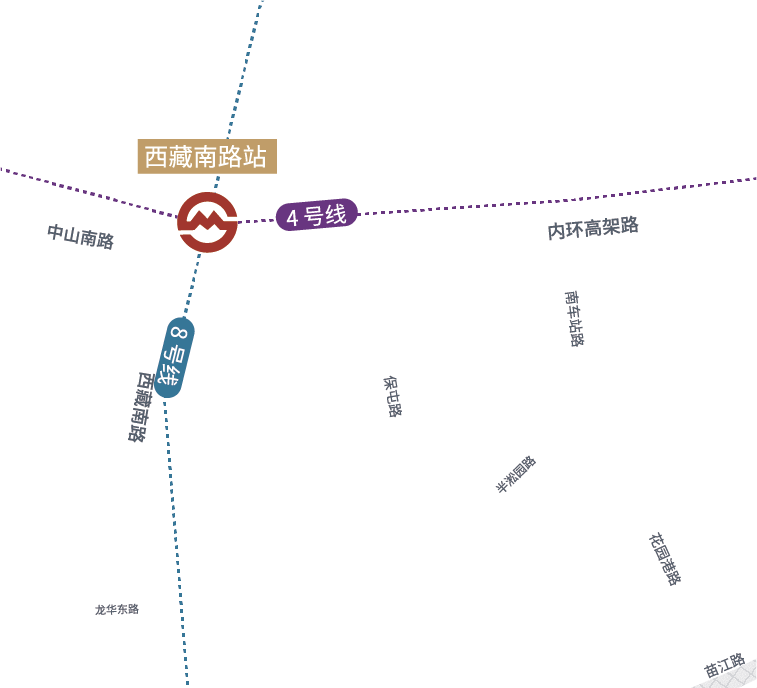 西藏南路站
4 号线
中山南路
内环高架路
南车站路
8 号线
西藏南路
保屯路
半淞园路
花园港路
龙华东路
苗江路